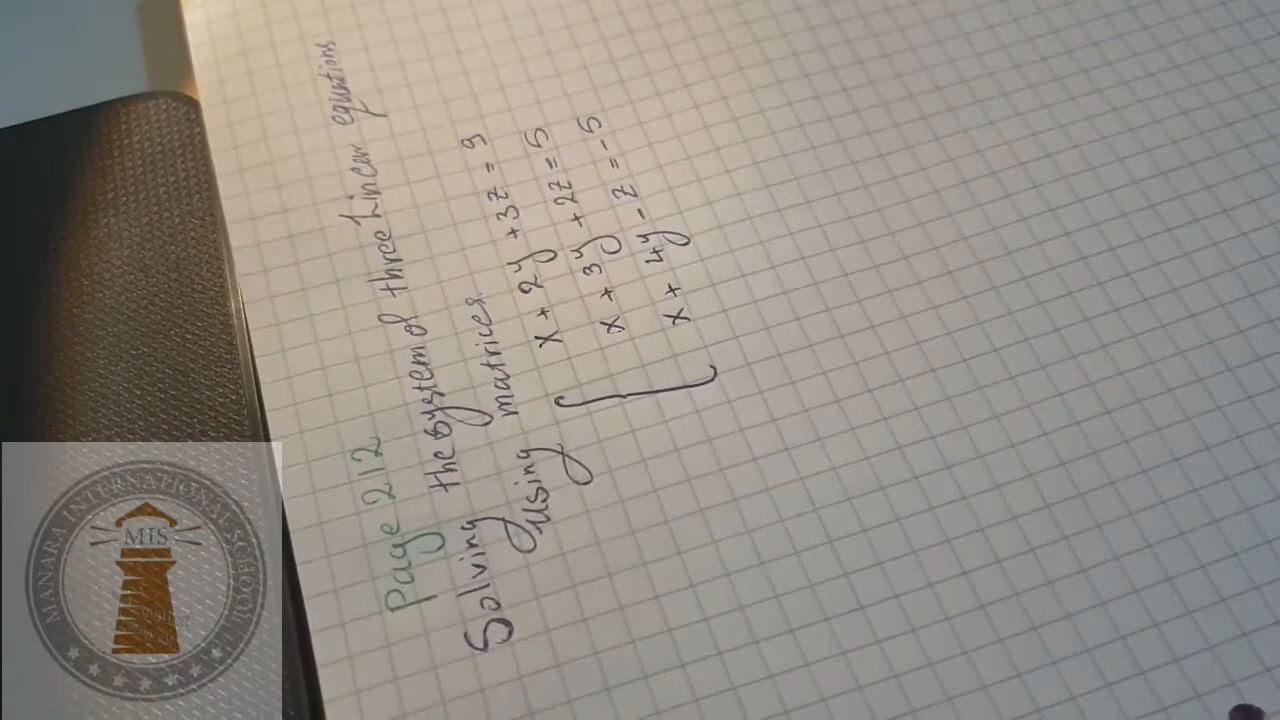 Page 212
Solving the system of three Linear equations
using matrices.
x + 2y + 3z = 9
x + 3y + 2z = 5
x + 4y - z = -5
MANARA INTERNATIONAL SCHOOL
MIS